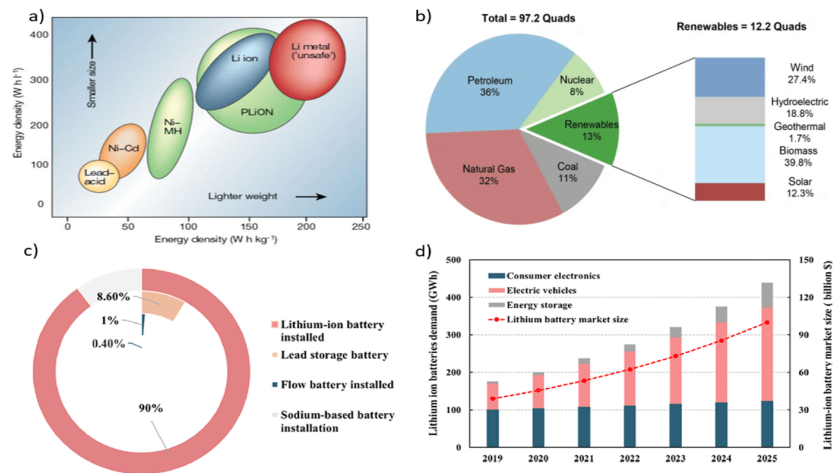 a)
Energy density (W h l⁻¹)
400
300
200
100
0
Smaller size
Li ion
Li metal
('unsafe')
PLiON
Ni–
MH
Ni–Cd
Lead–
acid
Lighter weight
0
50
100
150
200
250
Energy density (W h kg⁻¹)
b)
Total = 97.2 Quads
Renewables = 12.2 Quads
Petroleum
36%
Nuclear
8%
Renewables
13%
Coal
11%
Natural Gas
32%
Wind
27.4%
Hydroelectric
18.8%
Geothermal
1.7%
Biomass
39.8%
Solar
12.3%
c)
8.60%
1%
0.40%
90%
Lithium-ion battery
installed
Lead storage battery
Flow battery installed
Sodium-based battery
installation
d)
Lithium ion batteries demand (GWh)
500
400
300
200
100
0
Consumer electronics
Electric vehicles
Energy storage
Lithium battery market size
2019
2020
2021
2022
2023
2024
2025
150
120
90
60
30
0
Lithium-ion battery market size ( billion $)